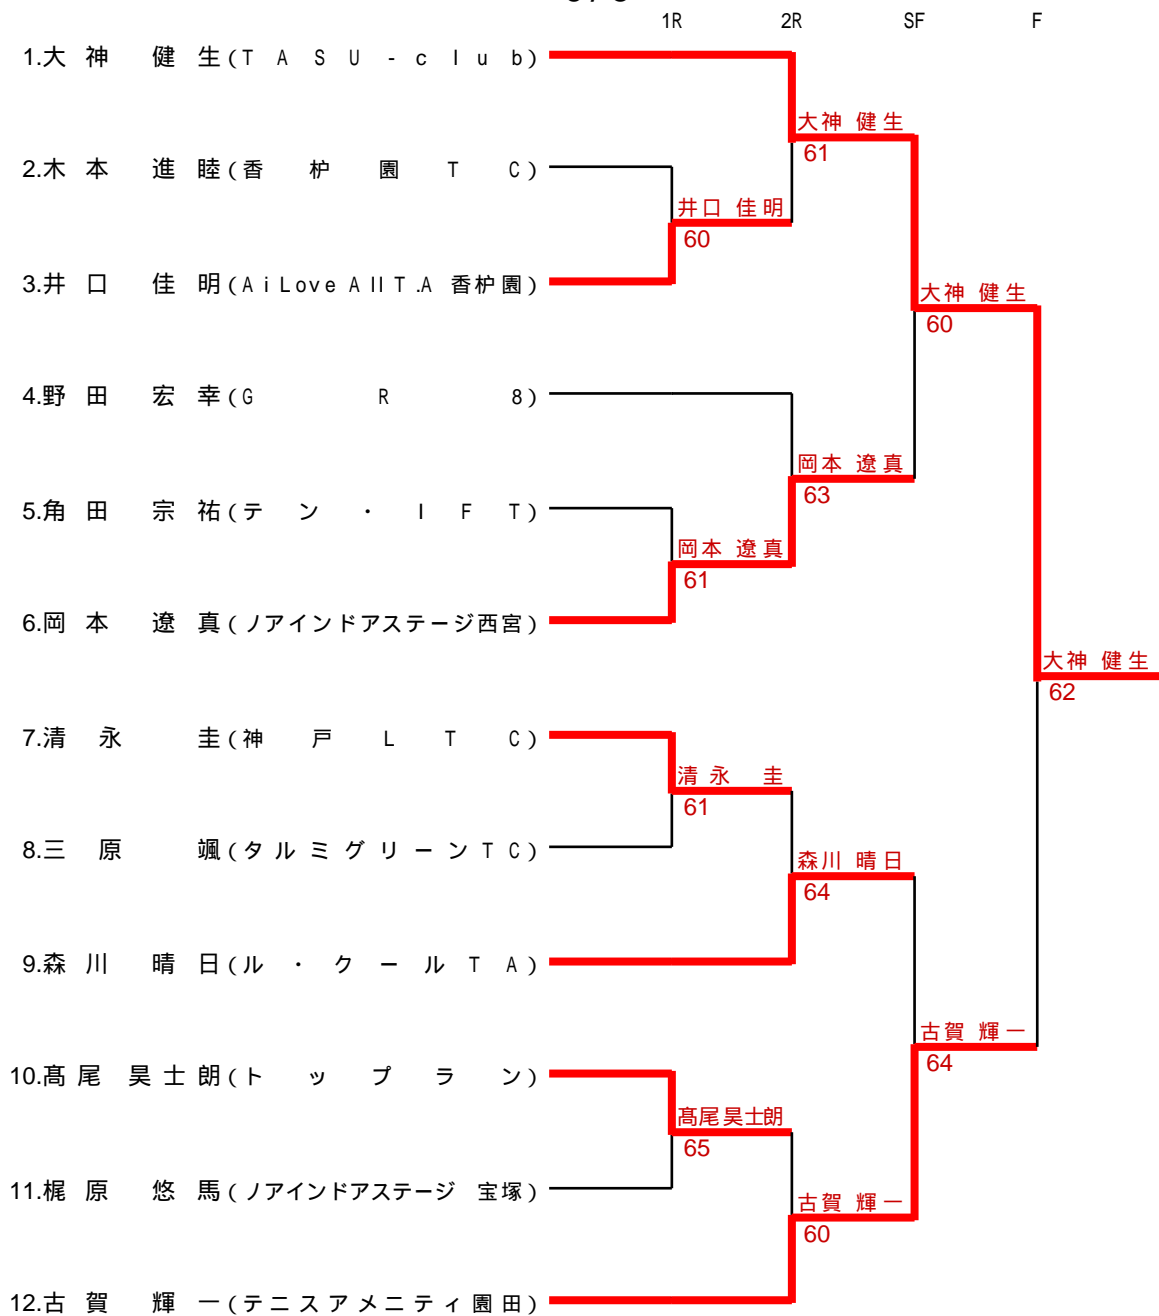 1R 2R SF F
1.大神 健生(TASU-club)
大神 健生
61
2.木本 進睦(香枦園TC)
井口 佳明
60
3.井口 佳明(AiLove AllT.A 香枦園)
大神 健生
60
4.野田 宏幸(GR8)
岡本 遼真
63
5.角田 宗祐(テン・IFT)
岡本 遼真
61
6.岡本 遼真(ノアインドアステージ西宮)
大神 健生
62
7.清永 圭(神戸LTC)
清永 圭
61
8.三原 颯(タルミグリーンTC)
森川 晴日
64
9.森川 晴日(ル・クールTA)
古賀 輝一
64
10.髙尾 昊士朗(トップラン)
髙尾昊士朗
65
11.梶原 悠馬(ノアインドアステージ 宝塚)
古賀 輝一
60
12.古賀 輝一(テニスアメニティ園田)